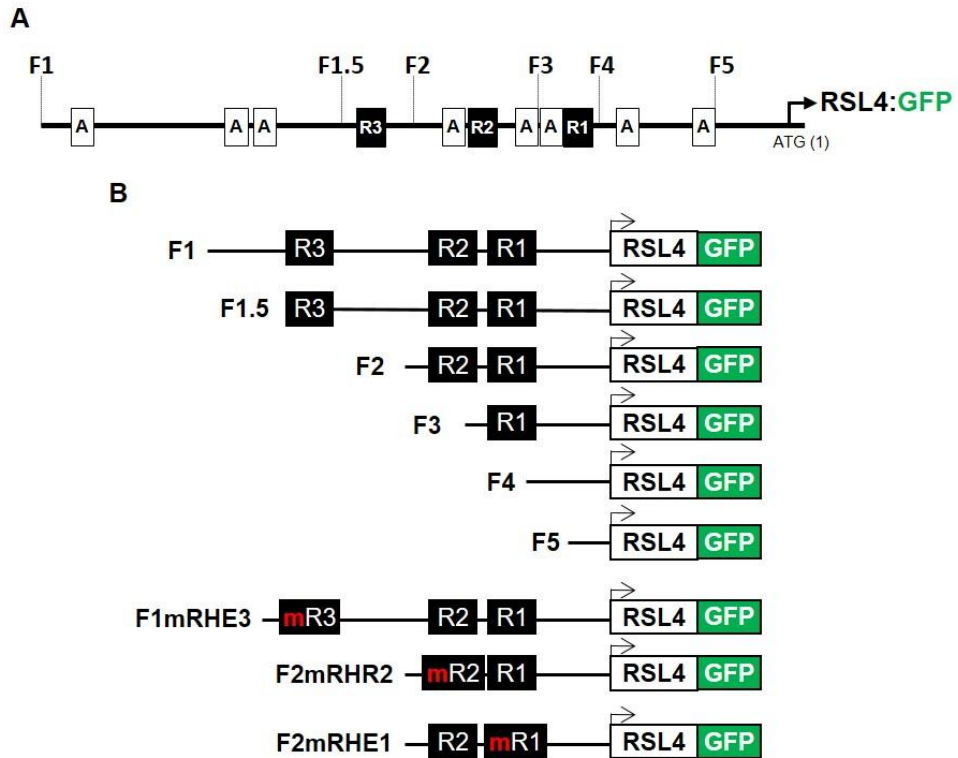 A
F1 F1.5 F2 F3 F4 F5
RSL4:GFP
A A A R3 A R2 A A R1 A A
ATG (1)
B
F1 R3 R2 R1 RSL4 GFP
F1.5 R3 R2 R1 RSL4 GFP
F2 R2 R1 RSL4 GFP
F3 R1 RSL4 GFP
F4 RSL4 GFP
F5 RSL4 GFP
F1mRHE3 mR3 R2 R1 RSL4 GFP
F2mRHR2 mR2 R1 RSL4 GFP
F2mRHE1 R2 mR1 RSL4 GFP